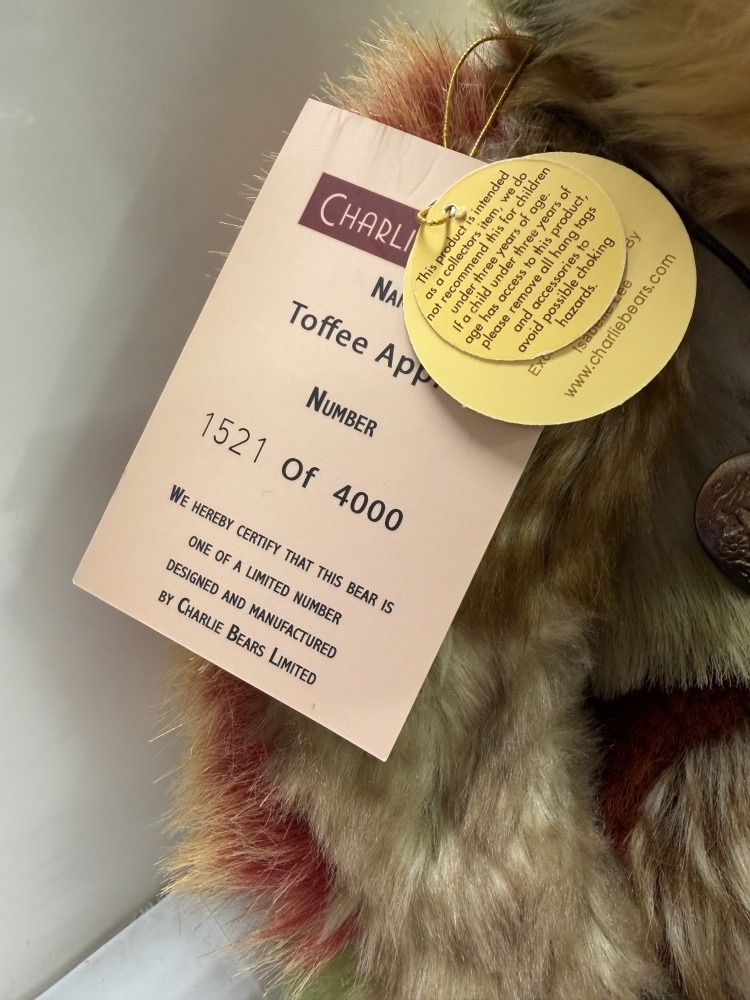 CHARLI
NAM
Toffee Appl
NUMBER
1521 Of 4000
WE HEREBY CERTIFY THAT THIS BEAR IS
ONE OF A LIMITED NUMBER
DESIGNED AND MANUFACTURED
BY CHARLIE BEARS LIMITED
This product is intended
as a collectors item, we do
not recommend this for children
under three years of age.
If a child under three years of
age has access to this product,
please remove all hang tags
and accessories to
avoid possible choking
hazards.
by
Isabelle Lee
www.charliebears.com